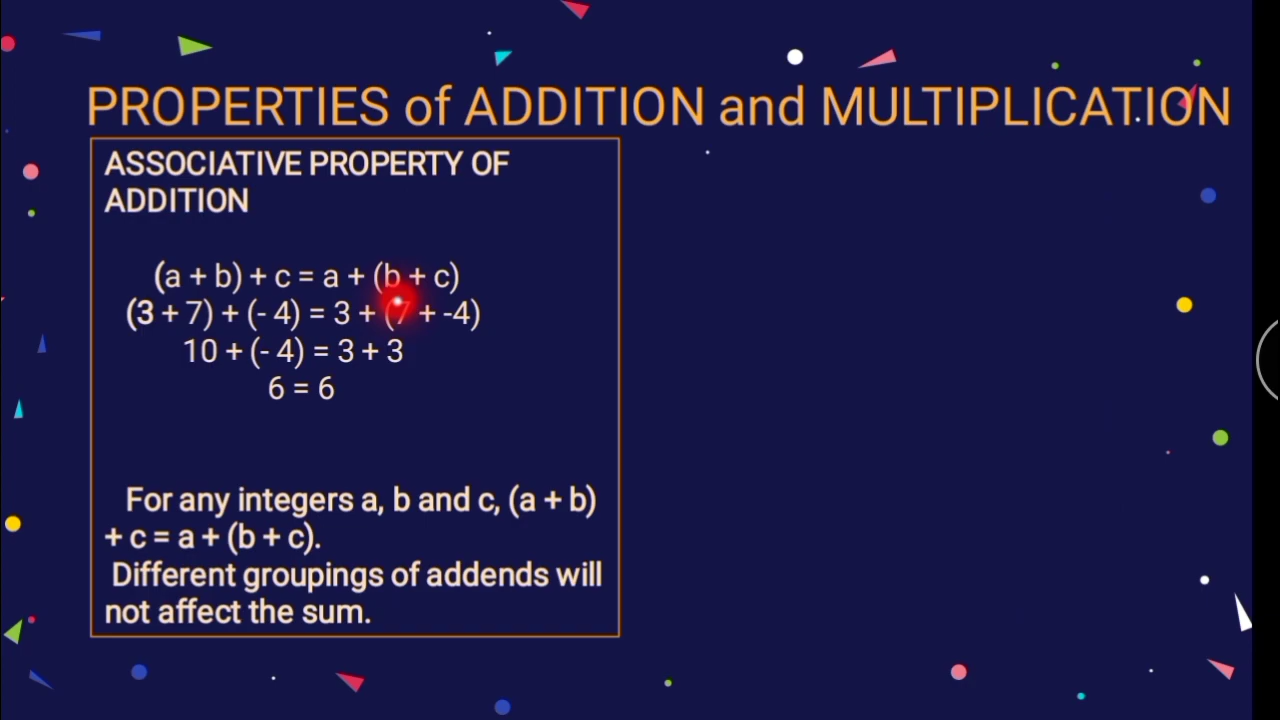 PROPERTIES of ADDITION and MULTIPLICATION
ASSOCIATIVE PROPERTY OF
ADDITION
(a + b) + c = a + (b + c)
(3 + 7) + (- 4) = 3 + (7 + -4)
10 + (- 4) = 3 + 3
6 = 6
For any integers a, b and c, (a + b)
+ c = a + (b + c).
Different groupings of addends will
not affect the sum.